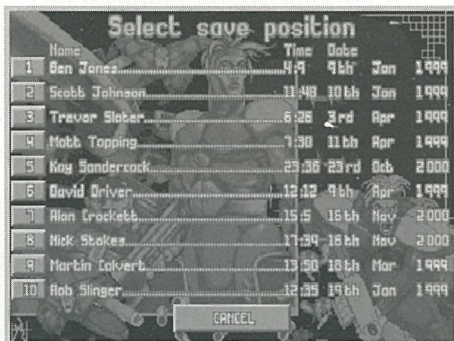 Select save position
Name Time Date
1 Ben Jones 4:9 9th Jan 1999
2 Scott Johnson 11:48 10th Jan 1999
3 Trevor Slater 6:26 3rd Apr 1999
4 Matt Topping 7:30 11th Apr 1999
5 Kay Sandercock 23:36 23rd Oct 2000
6 David Driver 12:12 9th Apr 1999
7 Alan Crockett 15:5 16th Nov 2000
8 Nick Stokes 17:39 16th Nov 2000
9 Martin Calvert 13:50 18th Mar 1999
10 Rob Slinger 12:35 19th Jan 1999
CANCEL